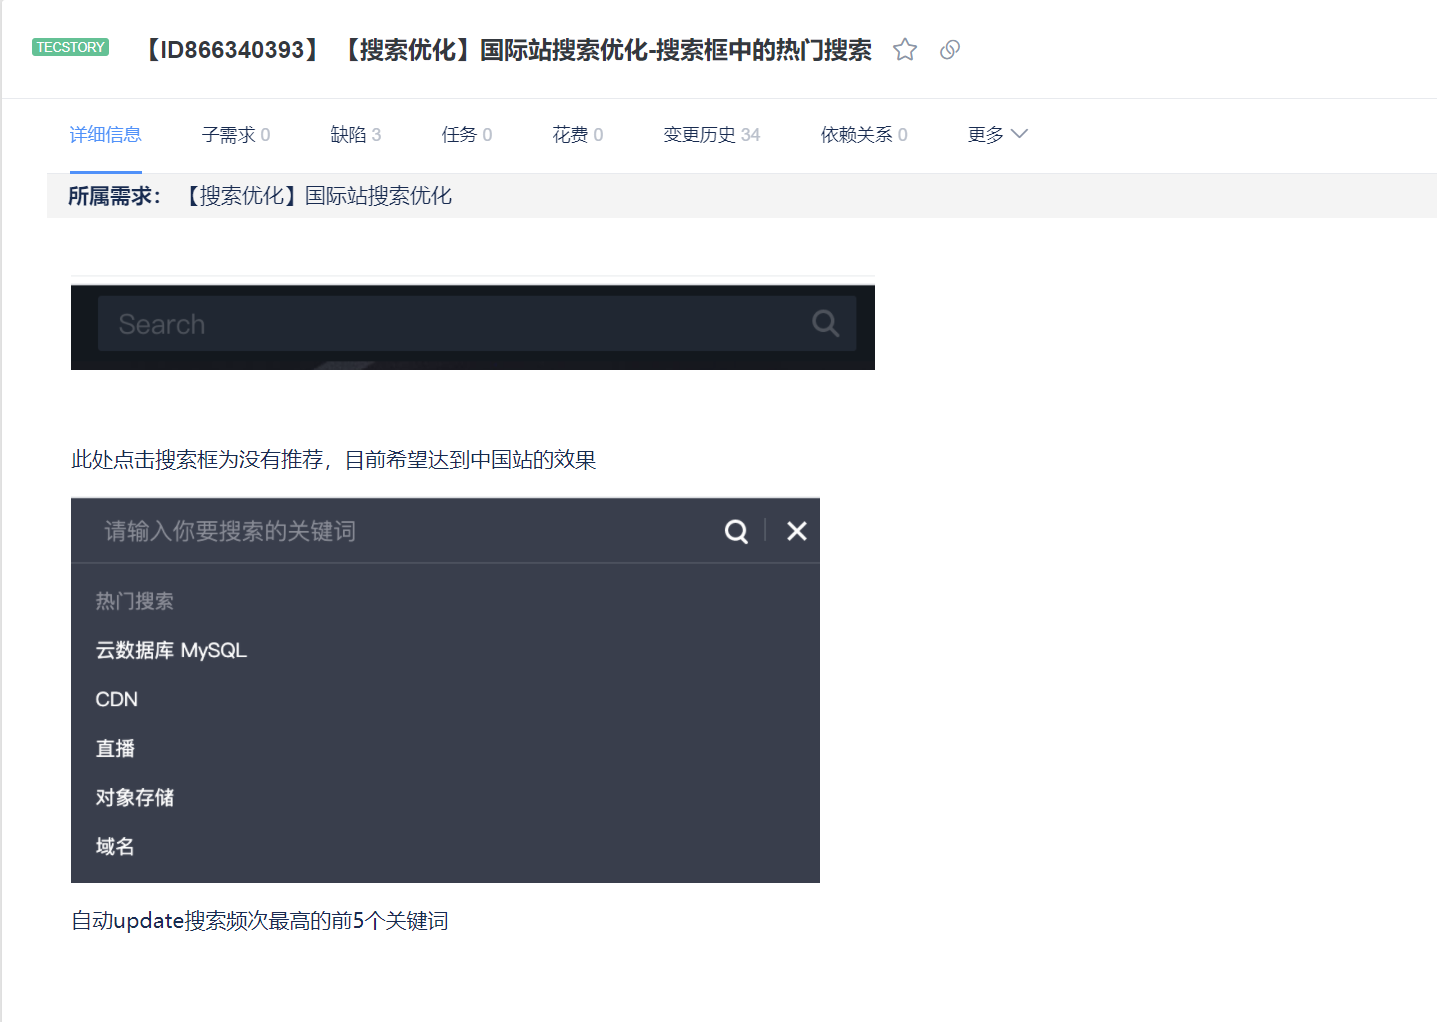 TECSTORY 【ID866340393】 【搜索优化】国际站搜索优化-搜索框中的热门搜索
详细信息 子需求 0 缺陷 3 任务 0 花费 0 变更历史 34 依赖关系 0 更多
所属需求： 【搜索优化】国际站搜索优化
Search
此处点击搜索框为没有推荐，目前希望达到中国站的效果
请输入你要搜索的关键词
热门搜索
云数据库 MySQL
CDN
直播
对象存储
域名
自动update搜索频次最高的前5个关键词